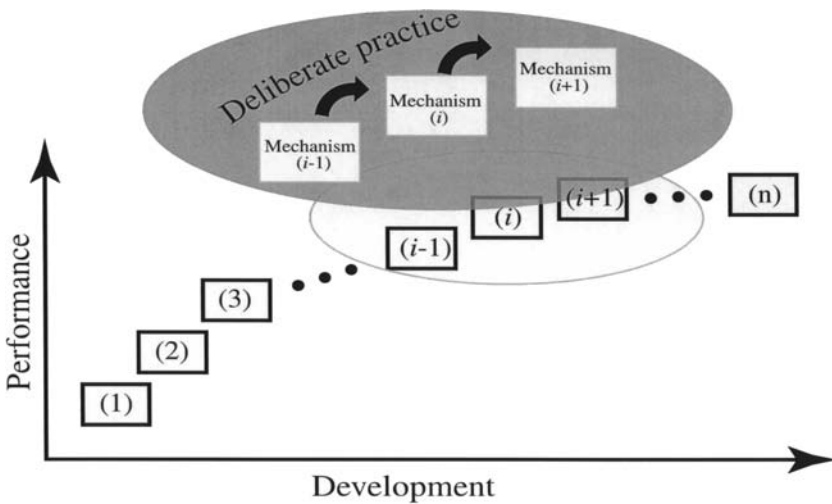 Deliberate practice
Mechanism
(i+1)
Mechanism
(i)
Mechanism
(i-1)
(n)
(i+1)
(i)
(i-1)
(3)
(2)
(1)
Performance
Development